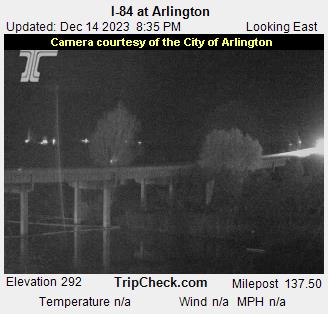 I-84 at Arlington
Updated: Dec 14 2023 8:35 PM Looking East
Camera courtesy of the City of Arlington
Elevation 292 TripCheck.com Milepost 137.50
Temperature n/a Wind n/a MPH n/a